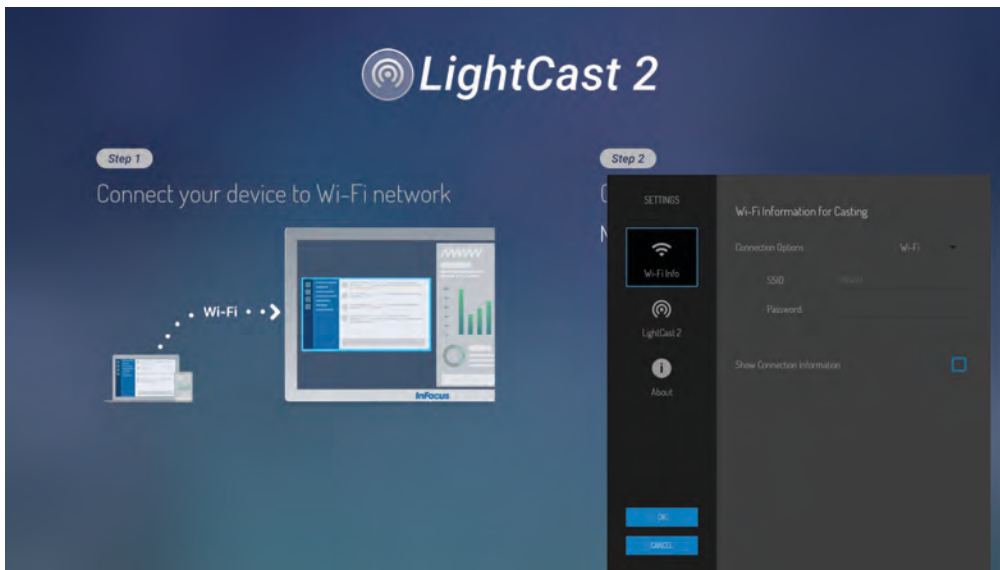 LightCast 2
Step 1
Connect your device to Wi-Fi network
Wi-Fi
InFocus
Step 2
SETTINGS
Wi-Fi Info
LightCast 2
About
OK
CANCEL
Wi-Fi Information for Casting
Connection Options Wi-Fi
SSID
Password
Show Connection Information